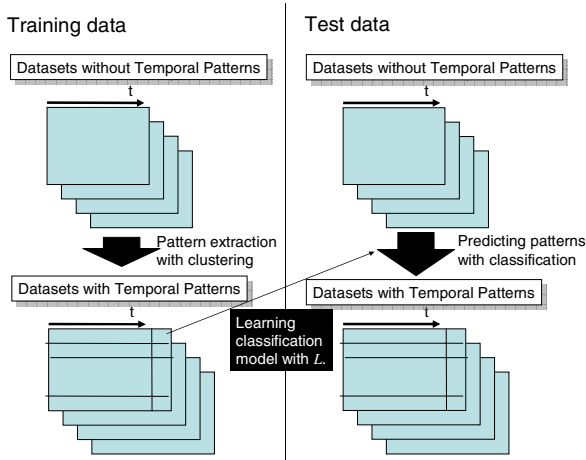 Training data
Datasets without Temporal Patterns
t
Pattern extraction
with clustering
Datasets with Temporal Patterns
t
Learning
classification
model with L.
Test data
Datasets without Temporal Patterns
t
Predicting patterns
with classification
Datasets with Temporal Patterns
t